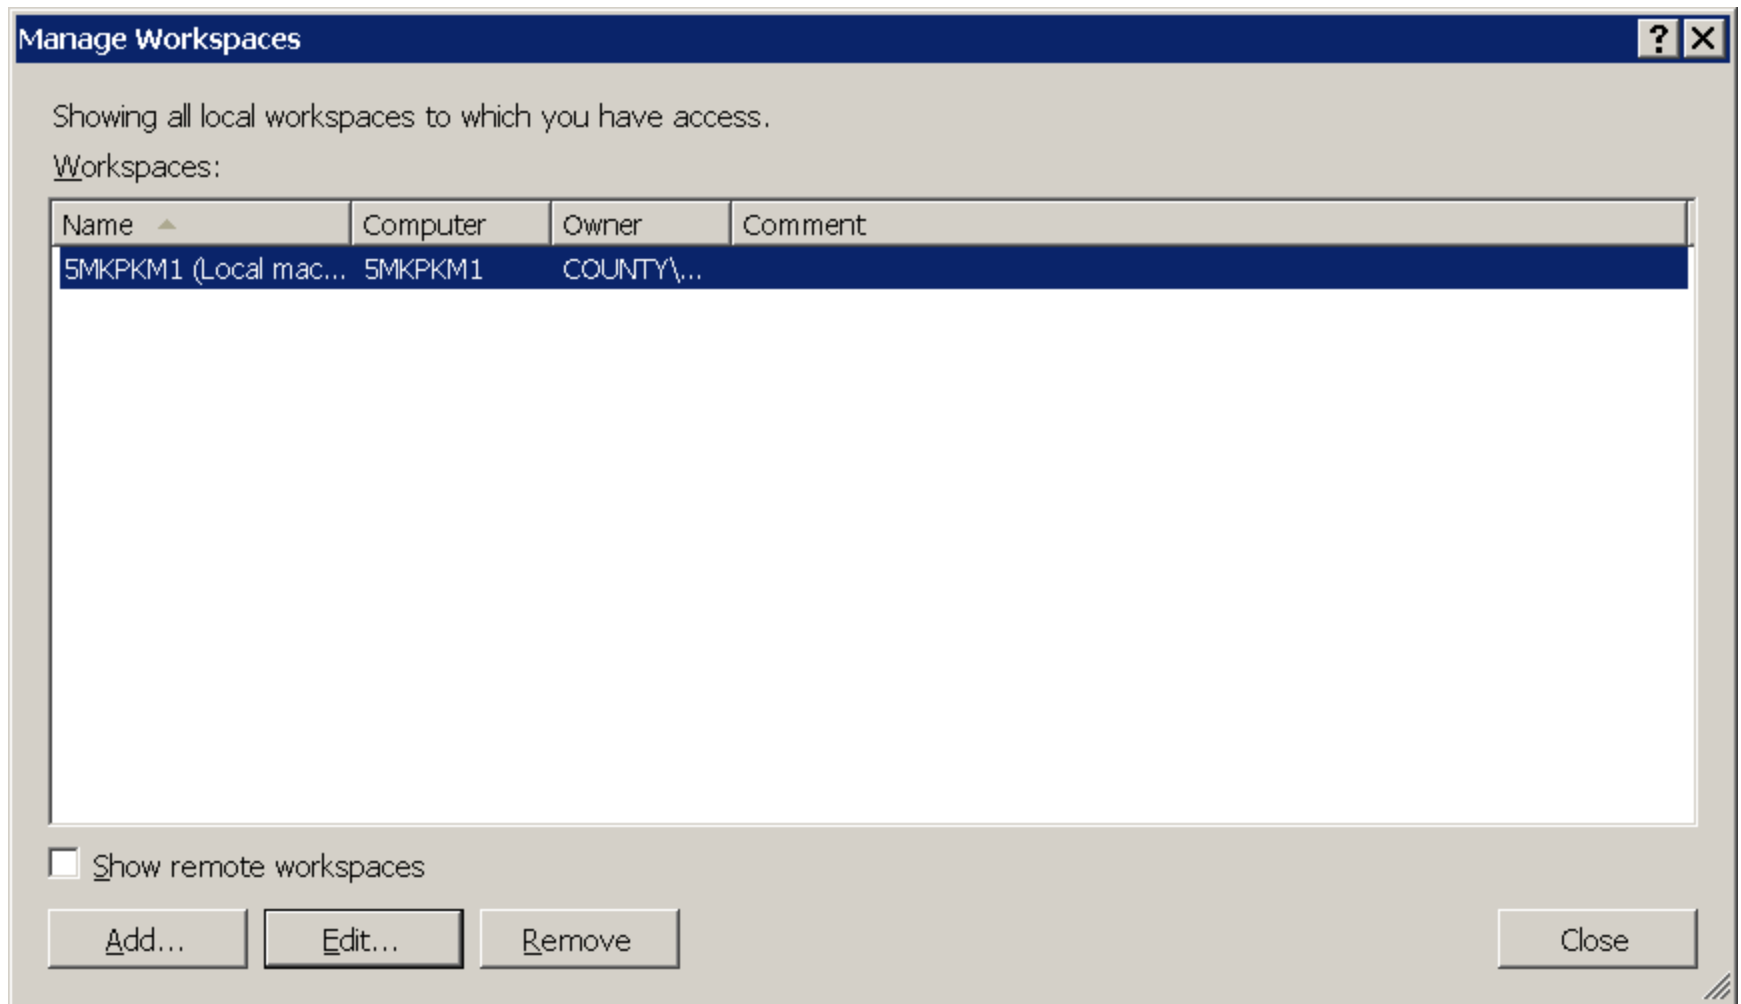 Manage Workspaces
Showing all local workspaces to which you have access.
Workspaces:
Name Computer Owner Comment
5MKPKM1 (Local mac... 5MKPKM1 COUNTY\...
Show remote workspaces
Add... Edit... Remove Close